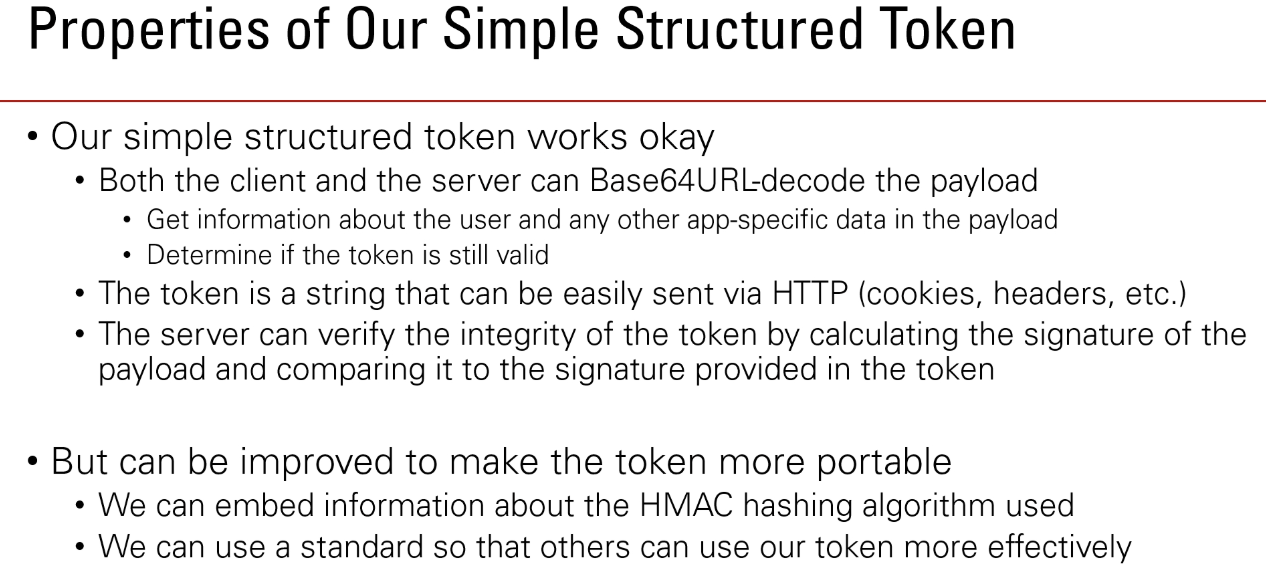 Properties of Our Simple Structured Token
• Our simple structured token works okay
• Both the client and the server can Base64URL-decode the payload
• Get information about the user and any other app-specific data in the payload
• Determine if the token is still valid
• The token is a string that can be easily sent via HTTP (cookies, headers, etc.)
• The server can verify the integrity of the token by calculating the signature of the
payload and comparing it to the signature provided in the token
• But can be improved to make the token more portable
• We can embed information about the HMAC hashing algorithm used
• We can use a standard so that others can use our token more effectively